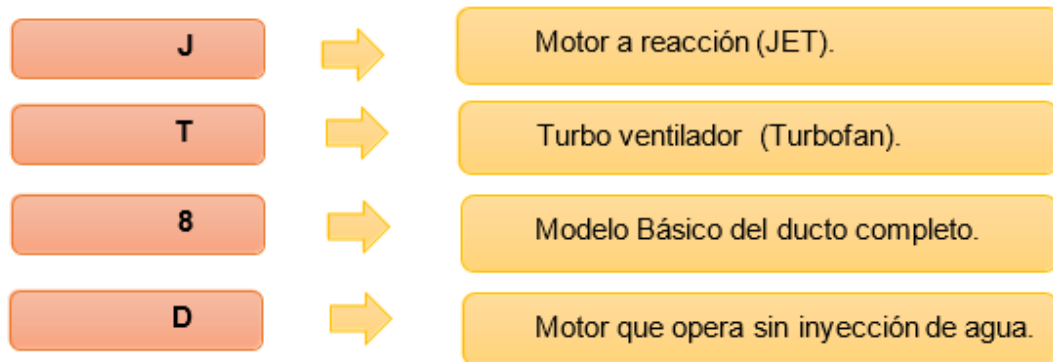 J
Motor a reacción (JET).
T
Turbo ventilador (Turbofan).
8
Modelo Básico del ducto completo.
D
Motor que opera sin inyección de agua.